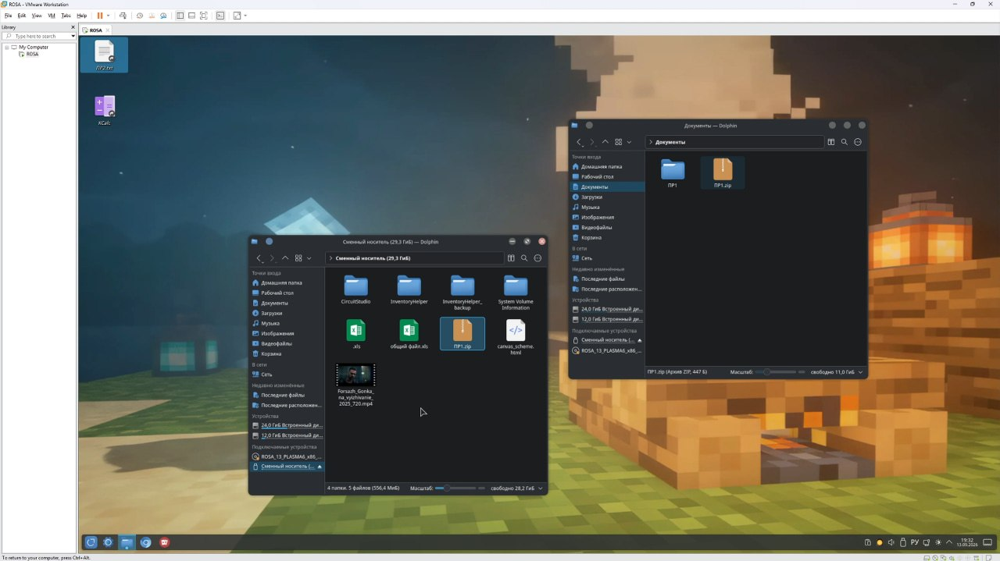 ROSA - VMware Workstation
File Edit View VM Tabs Help
Library
Type here to search
My Computer
ROSA
ROSA
ПР2.txt
KCalc
Документы — Dolphin
Документы
Точки входа
Домашняя папка
Рабочий стол
Документы
Загрузки
Музыка
Изображения
Видеофайлы
Корзина
В сети
Сеть
Недавно изменённые
Последние файлы
Последние расположен...
Устройства
24,0 ГиБ Встроенный ди...
12,0 ГиБ Встроенный ди...
Подключаемые устройства
Сменный носитель (...
ROSA_13_PLASMA6_x86_...
ПР1
ПР1.zip
ПР1.zip (Архив ZIP, 447 Б)
Масштаб:
свободно 11,0 ГиБ
Сменный носитель (29,3 ГиБ) — Dolphin
Сменный носитель (29,3 ГиБ)
Точки входа
Домашняя папка
Рабочий стол
Документы
Загрузки
Музыка
Изображения
Видеофайлы
Корзина
В сети
Сеть
Недавно изменённые
Последние файлы
Последние расположен...
Устройства
24,0 ГиБ Встроенный ди...
12,0 ГиБ Встроенный ди...
Подключаемые устройства
ROSA_13_PLASMA6_x86_...
Сменный носитель (...
CircuitStudio
InventoryHelper
InventoryHelper_
backup
System Volume
Information
.xls
общий файл.xls
ПР1.zip
canvas_scheme.
html
Forsazh_Gonka_
na_vyizhivanie_
2025_720.mp4
4 папки, 5 файлов (556,4 МиБ)
Масштаб:
свободно 28,2 ГиБ
РУ
19:32
13.09.2026
To return to your computer, press Ctrl+Alt.